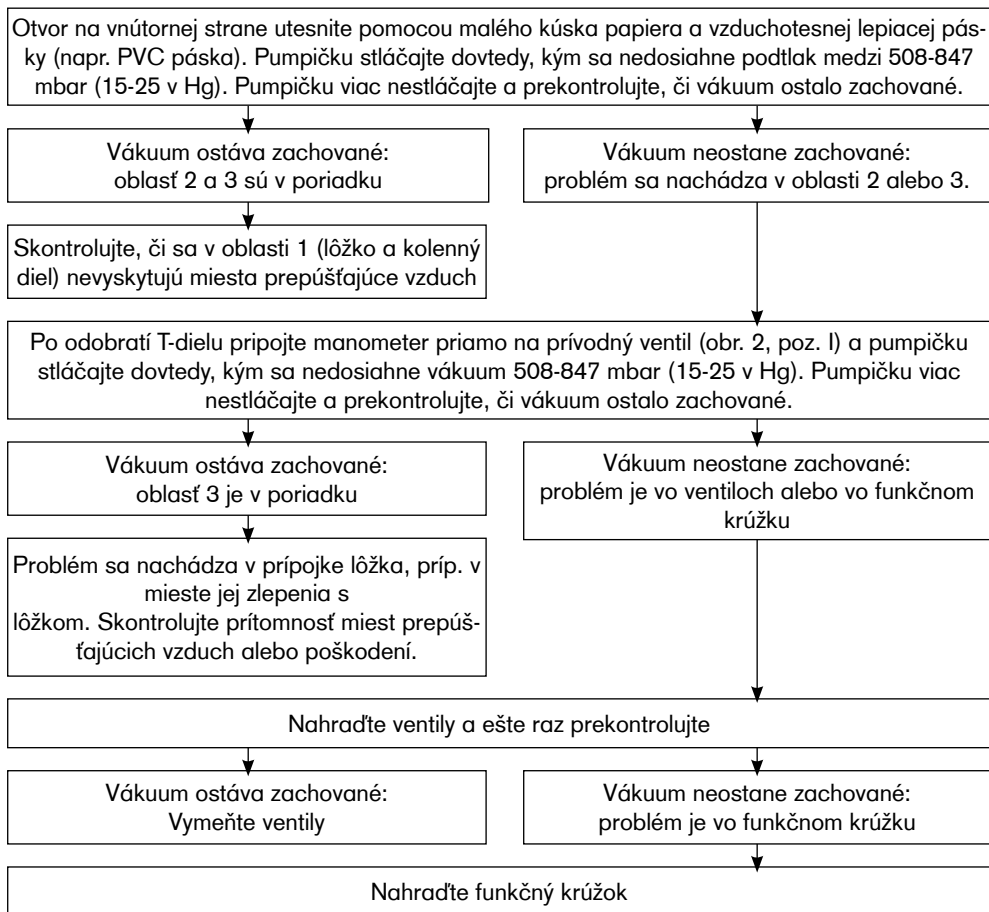 Otvor na vnútornej strane utesnite pomocou malého kúska papiera a vzduchotesnej lepiacej pás-
ky (napr. PVC páska). Pumpičku stláčajte dovtedy, kým sa nedosiahne podtlak medzi 508-847
mbar (15-25 v Hg). Pumpičku viac nestláčajte a prekontrolujte, či vákuum ostalo zachované.
Vákuum ostáva zachované:
oblasť 2 a 3 sú v poriadku
Vákuum neostane zachované:
problém sa nachádza v oblasti 2 alebo 3.
Skontrolujte, či sa v oblasti 1 (lôžko a kolenný
diel) nevyskytujú miesta prepúšťajúce vzduch
Po odobratí T-dielu pripojte manometer priamo na prívodný ventil (obr. 2, poz. I) a pumpičku
stláčajte dovtedy, kým sa nedosiahne vákuum 508-847 mbar (15-25 v Hg). Pumpičku viac
nestláčajte a prekontrolujte, či vákuum ostalo zachované.
Vákuum ostáva zachované:
oblasť 3 je v poriadku
Vákuum neostane zachované:
problém je vo ventiloch alebo vo funkčnom
krúžku
Problém sa nachádza v prípojke lôžka, príp. v
mieste jej zlepenia s
lôžkom. Skontrolujte prítomnosť miest prepúš-
ťajúcich vzduch alebo poškodení.
Nahraďte ventily a ešte raz prekontrolujte
Vákuum ostáva zachované:
Vymeňte ventily
Vákuum neostane zachované:
problém je vo funkčnom krúžku
Nahraďte funkčný krúžok